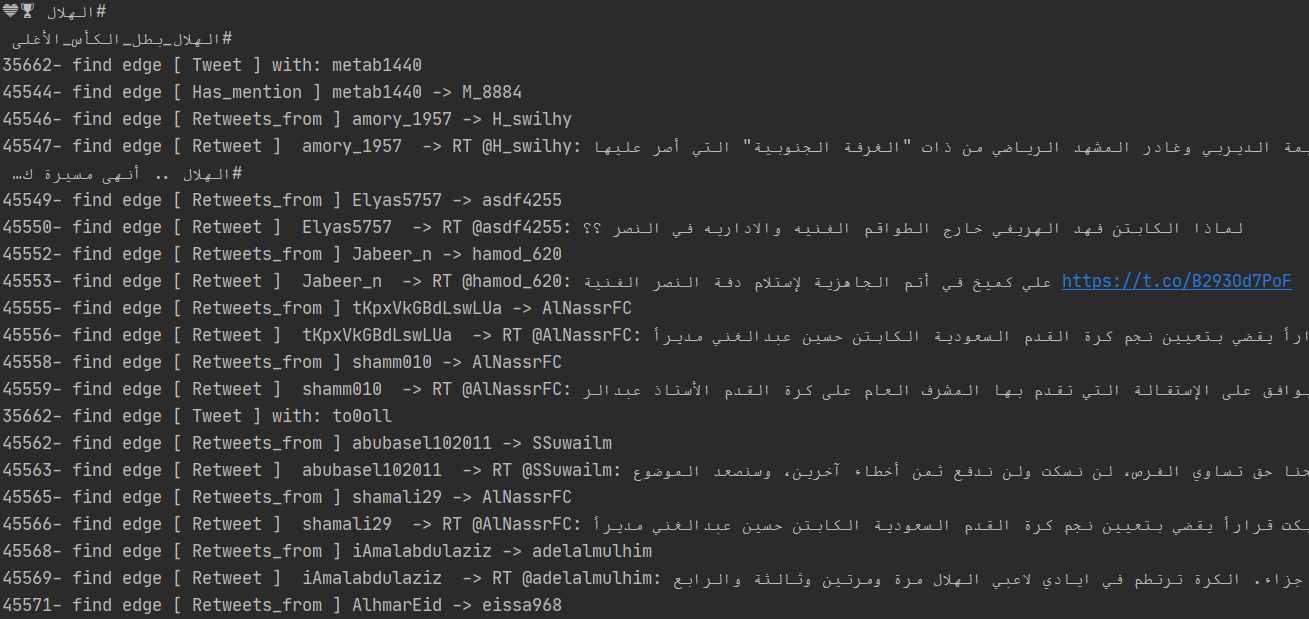 #الهلال 🏆❤
#الهلال_بطل_الكأس_الأغلى
35662- find edge [ Tweet ] with: metab1440
45544- find edge [ Has_mention ] metab1440 -> M_8884
45546- find edge [ Retweets_from ] amory_1957 -> H_swilhy
45547- find edge [ Retweet ]  amory_1957  -> RT @H_swilhy: يمة الديربي وغادر المشهد الرياضي من ذات "الغرفة الجنوبية" التي أصر عليها
#الهلال .. أنهى مسيرة ك…
45549- find edge [ Retweets_from ] Elyas5757 -> asdf4255
45550- find edge [ Retweet ]  Elyas5757  -> RT @asdf4255: لماذا الكابتن فهد الهريفي خارج الطواقم الفنيه والاداريه في النصر ؟؟
45552- find edge [ Retweets_from ] Jabeer_n -> hamod_620
45553- find edge [ Retweet ]  Jabeer_n  -> RT @hamod_620: علي كميخ في أتم الجاهزية لإستلام دفة النصر الفنية https://t.co/B293Od7PoF
45555- find edge [ Retweets_from ] tKpxVkGBdLswLUa -> AlNassrFC
45556- find edge [ Retweet ]  tKpxVkGBdLswLUa  -> RT @AlNassrFC: ارأ يقضي بتعيين نجم كرة القدم السعودية الكابتن حسين عبدالغني مديرأ
45558- find edge [ Retweets_from ] shamm010 -> AlNassrFC
45559- find edge [ Retweet ]  shamm010  -> RT @AlNassrFC: يوافق على الإستقالة التي تقدم بها المشرف العام على كرة القدم الأستاذ عبدالر
35662- find edge [ Tweet ] with: to0oll
45562- find edge [ Retweets_from ] abubasel102011 -> SSuwailm
45563- find edge [ Retweet ]  abubasel102011  -> RT @SSuwailm: حنا حق تساوي الفرس، لن نسكت ولن ندفع ثمن أخطاء آخرين، وسنصعد الموضوع
45565- find edge [ Retweets_from ] shamali29 -> AlNassrFC
45566- find edge [ Retweet ]  shamali29  -> RT @AlNassrFC: يكت قرارأ يقضي بتعيين نجم كرة القدم السعودية الكابتن حسين عبدالغني مديرأ
45568- find edge [ Retweets_from ] iAmalabdulaziz -> adelalmulhim
45569- find edge [ Retweet ]  iAmalabdulaziz  -> RT @adelalmulhim: جزاء. الكرة ترتطم في ايادي لاعبي الهلال مرة ومرتين وثالثة والرابع
45571- find edge [ Retweets_from ] AlhmarEid -> eissa968